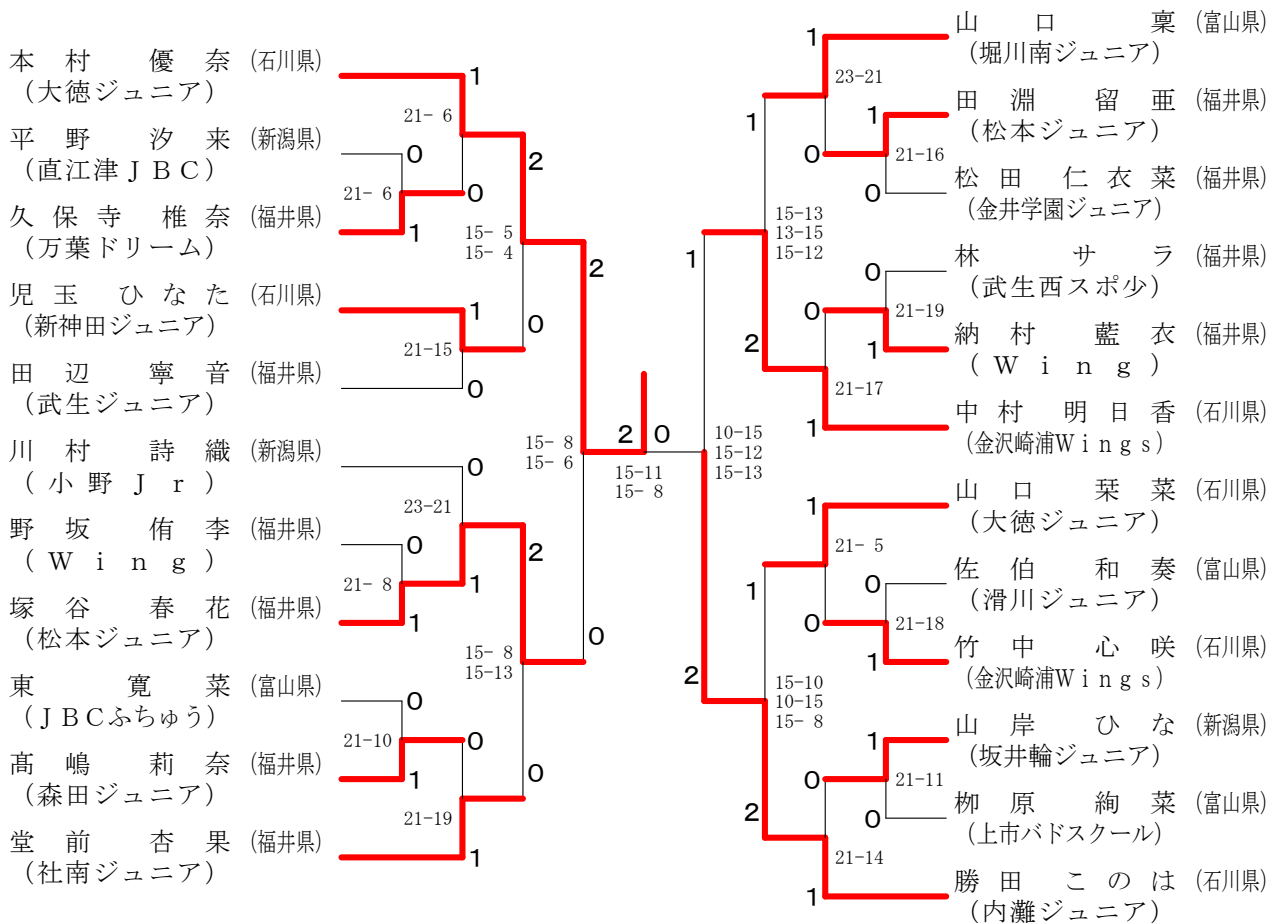 本村 優奈 (石川県)
(大徳ジュニア)
平野 汐来 (新潟県)
(直江津ＪＢＣ)
久保寺 椎奈 (福井県)
(万葉ドリーム)
児玉 ひなた (石川県)
(新神田ジュニア)
田辺 寧音 (福井県)
(武生ジュニア)
川村 詩織 (新潟県)
(小野Ｊｒ)
野坂 侑李 (福井県)
(Ｗｉｎｇ)
塚谷 春花 (福井県)
(松本ジュニア)
東 寛菜 (富山県)
(ＪＢＣふちゅう)
髙嶋 莉奈 (福井県)
(森田ジュニア)
堂前 杏果 (福井県)
(社南ジュニア)
1
21- 6
0
21- 6
0
1
2
15- 5
15- 4
1
21-15
0
0
2
0
23-21
0
21- 8
1
1
2
15- 8
15-13
0
21-10
1
0
21-19
1
0
0
15- 8
15- 6
2
0
15-11
15- 8
1
10-15
15-12
15-13
2
1
23-21
1
0
1
21-16
0
15-13
13-15
15-12
0
21-19
1
0
2
21-17
1
1
21- 5
1
0
0
21-18
1
15-10
10-15
15- 8
1
21-11
0
0
2
21-14
1
山口 稟 (富山県)
(堀川南ジュニア)
田淵 留亜 (福井県)
(松本ジュニア)
松田 仁衣菜 (福井県)
(金井学園ジュニア)
林 サラ (福井県)
(武生西スポ少)
納村 藍衣 (福井県)
(Ｗｉｎｇ)
中村 明日香 (石川県)
(金沢崎浦Ｗｉｎｇｓ)
山口 栞菜 (石川県)
(大徳ジュニア)
佐伯 和奏 (富山県)
(滑川ジュニア)
竹中 心咲 (石川県)
(金沢崎浦Ｗｉｎｇｓ)
山岸 ひな (新潟県)
(坂井輪ジュニア)
栁原 絢菜 (富山県)
(上市バドスクール)
勝田 このは (石川県)
(内灘ジュニア)